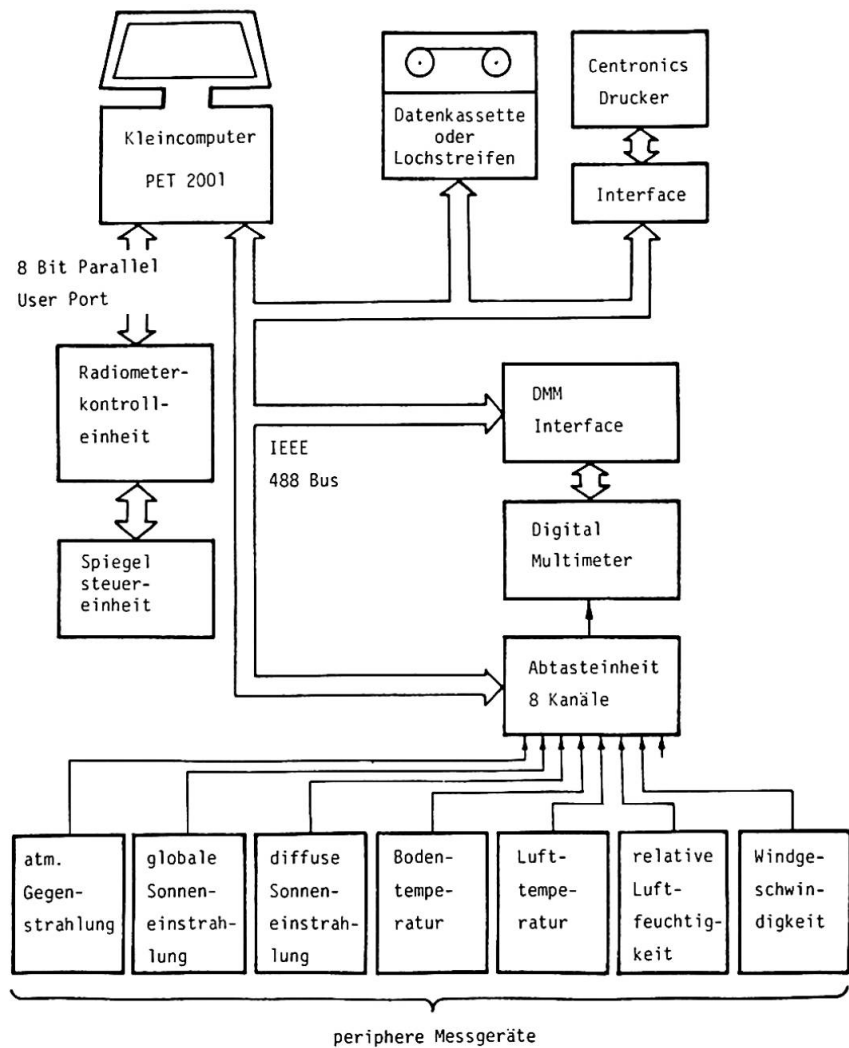 Kleincomputer
PET 2001
Datenkassette
oder
Lochstreifen
Centronics
Drucker
Interface
8 Bit Parallel
User Port
Radiometer-
kontroll-
einheit
Spiegel
steuer-
einheit
IEEE
488 Bus
DMM
Interface
Digital
Multimeter
Abtasteinheit
8 Kanäle
atm.
Gegen-
strahlung
globale
Sonnen-
einstrah-
lung
diffuse
Sonnen-
einstrah-
lung
Boden-
tempe-
ratur
Luft-
tempe-
ratur
relative
Luft-
feuchtig-
keit
Windge-
schwin-
digkeit
periphere Messgeräte